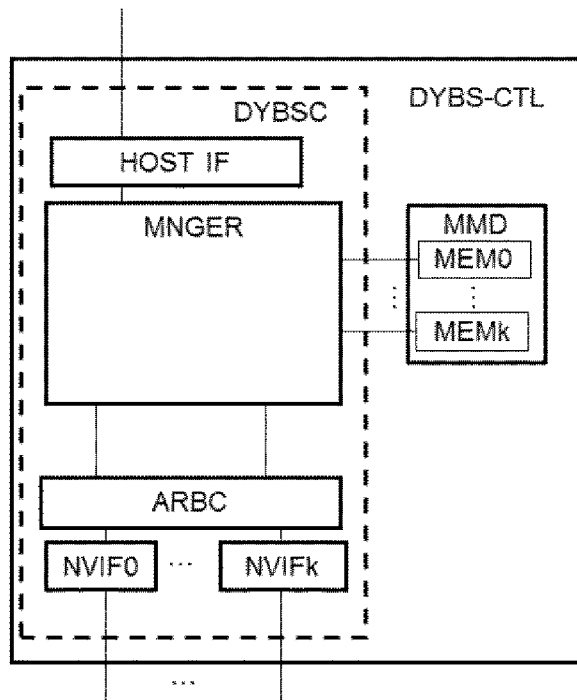 DYBSC
DYBS-CTL
HOST IF
MNGER
MMD
MEM0
⋮
⋮
MEMk
ARBC
NVIF0
...
NVIFk
...